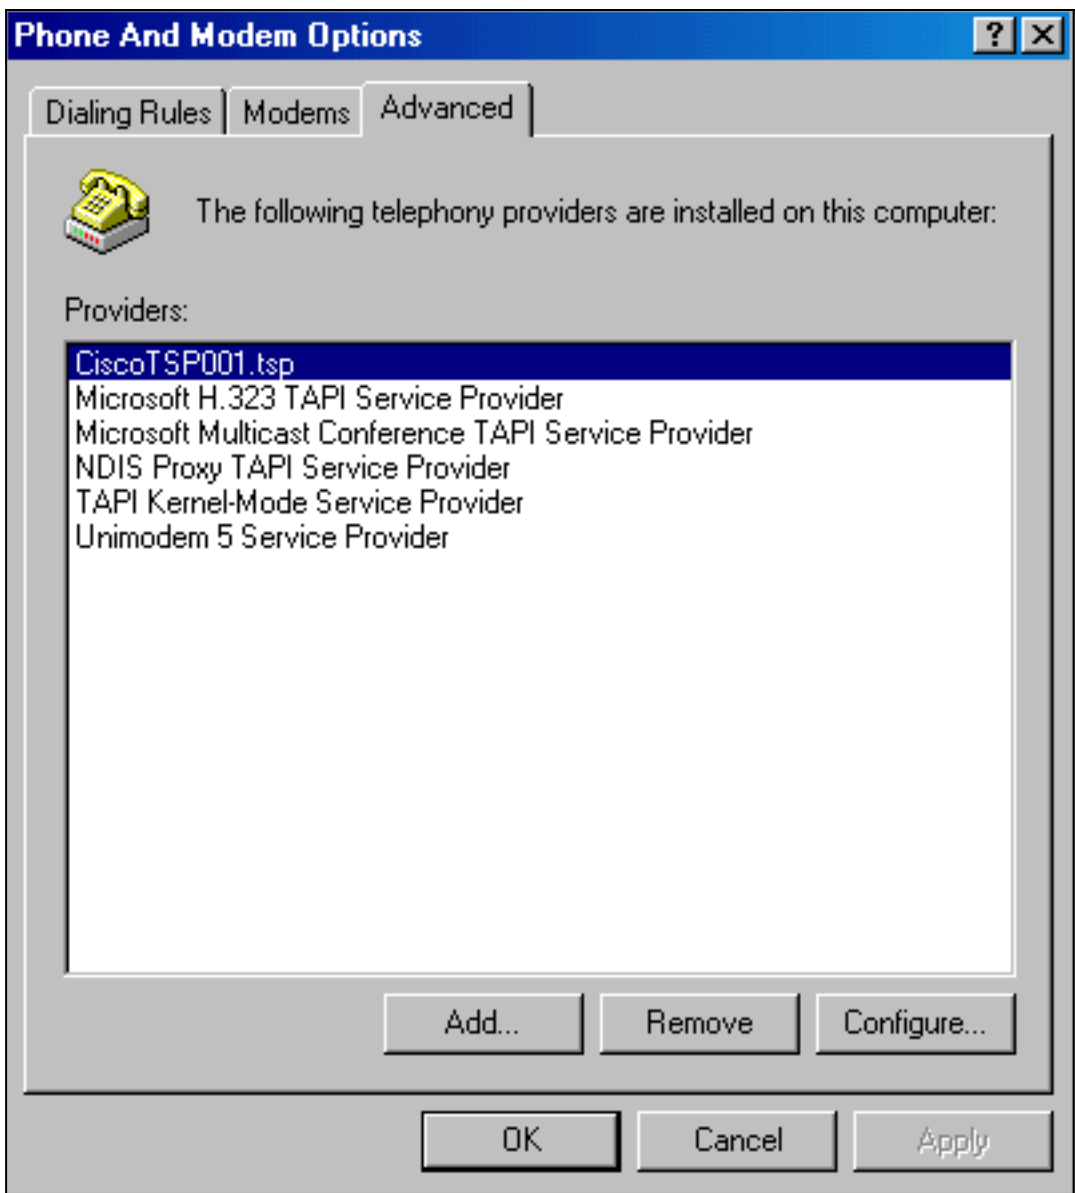 Phone And Modem Options
Dialing Rules Modems Advanced
The following telephony providers are installed on this computer:
Providers:
CiscoTSP001.tsp
Microsoft H.323 TAPI Service Provider
Microsoft Multicast Conference TAPI Service Provider
NDIS Proxy TAPI Service Provider
TAPI Kernel-Mode Service Provider
Unimodem 5 Service Provider
Add... Remove Configure...
OK Cancel Apply